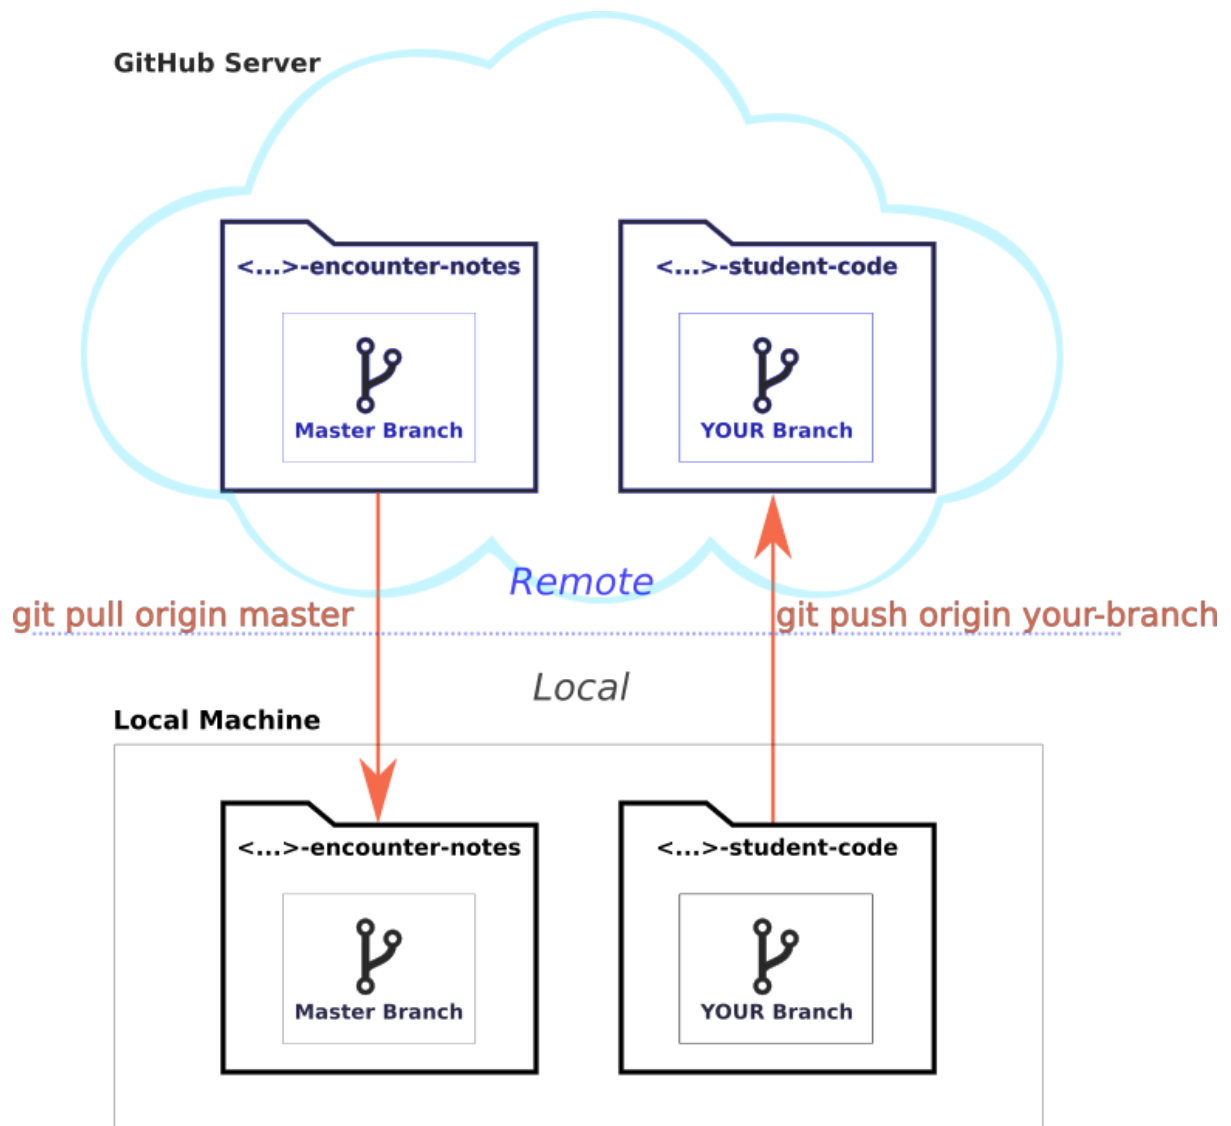 GitHub Server
<...>-encounter-notes
<...>-student-code
Master Branch
YOUR Branch
Remote
git pull origin master
git push origin your-branch
Local
Local Machine
<...>-encounter-notes
<...>-student-code
Master Branch
YOUR Branch